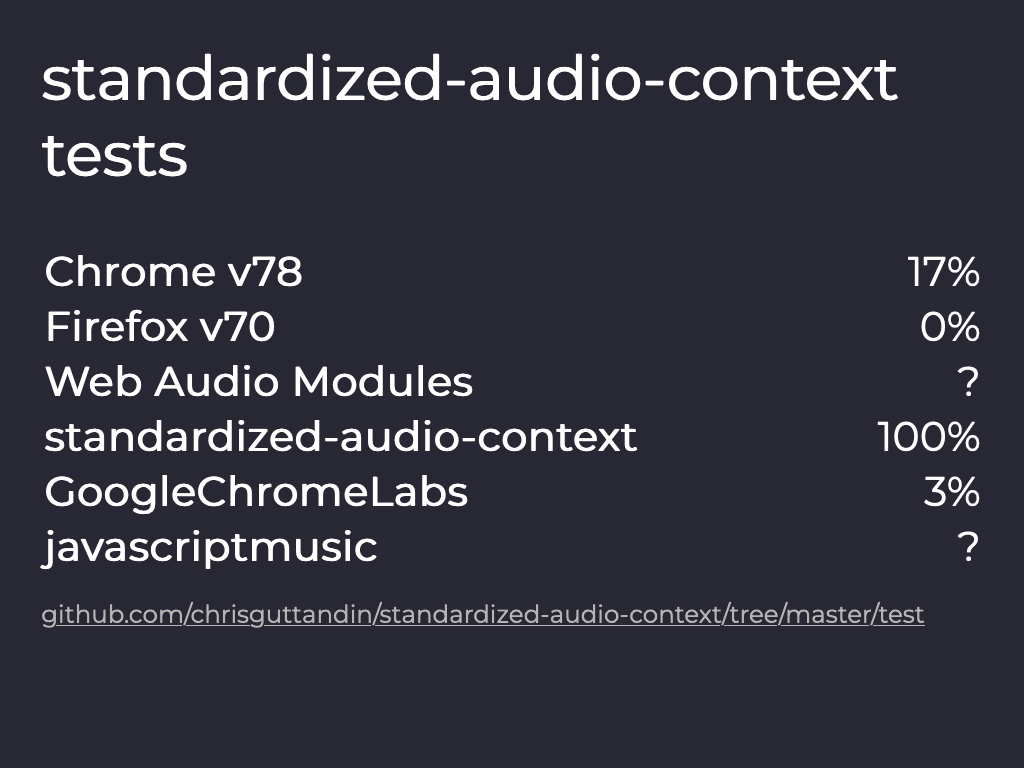 standardized-audio-context
tests
Chrome v78 17%
Firefox v70 0%
Web Audio Modules ?
standardized-audio-context 100%
GoogleChromeLabs 3%
javascriptmusic ?
github.com/chrisguttandin/standardized-audio-context/tree/master/test